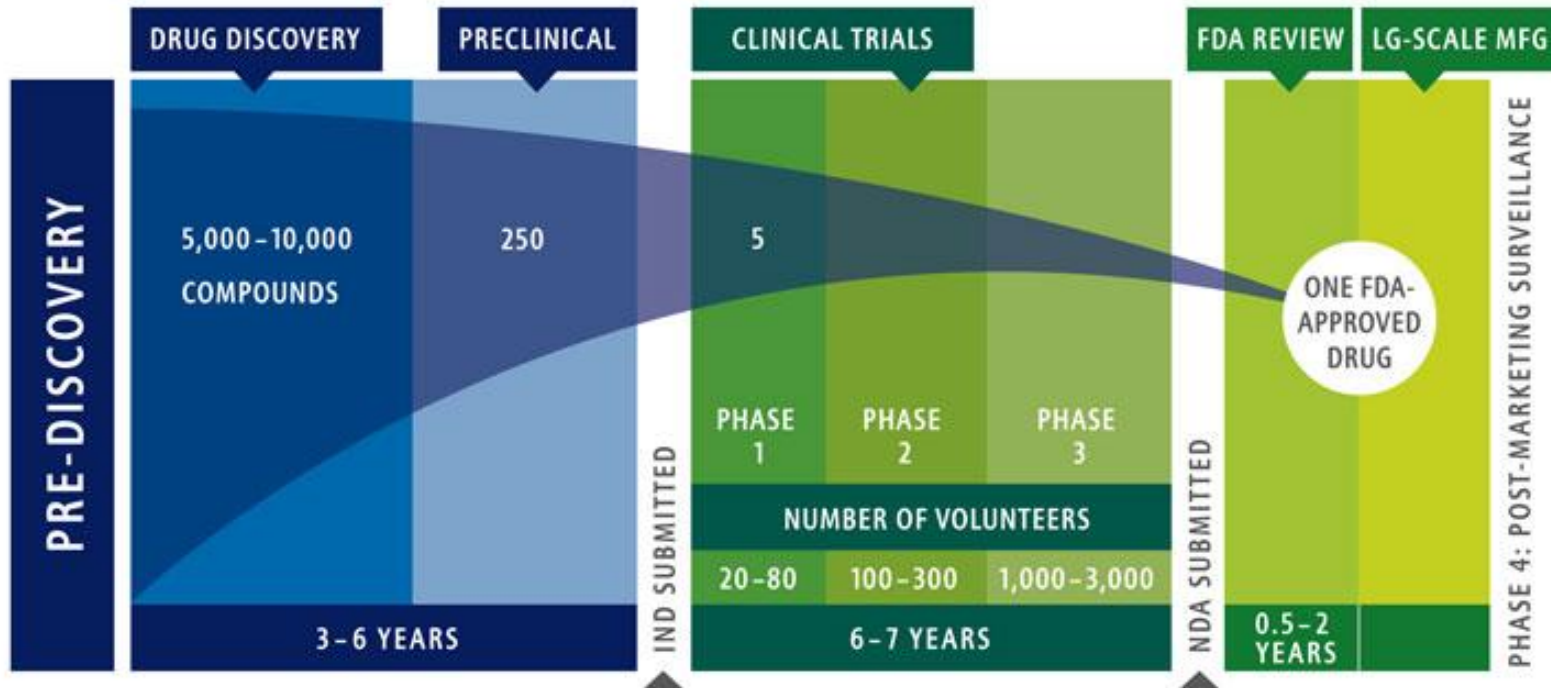 DRUG DISCOVERY
PRECLINICAL
CLINICAL TRIALS
FDA REVIEW
LG-SCALE MFG
PRE-DISCOVERY
5,000–10,000
COMPOUNDS
250
5
ONE FDA-
APPROVED
DRUG
PHASE
1
PHASE
2
PHASE
3
NUMBER OF VOLUNTEERS
20–80
100–300
1,000–3,000
3–6 YEARS
IND SUBMITTED
6–7 YEARS
NDA SUBMITTED
0.5–2
YEARS
PHASE 4: POST-MARKETING SURVEILLANCE